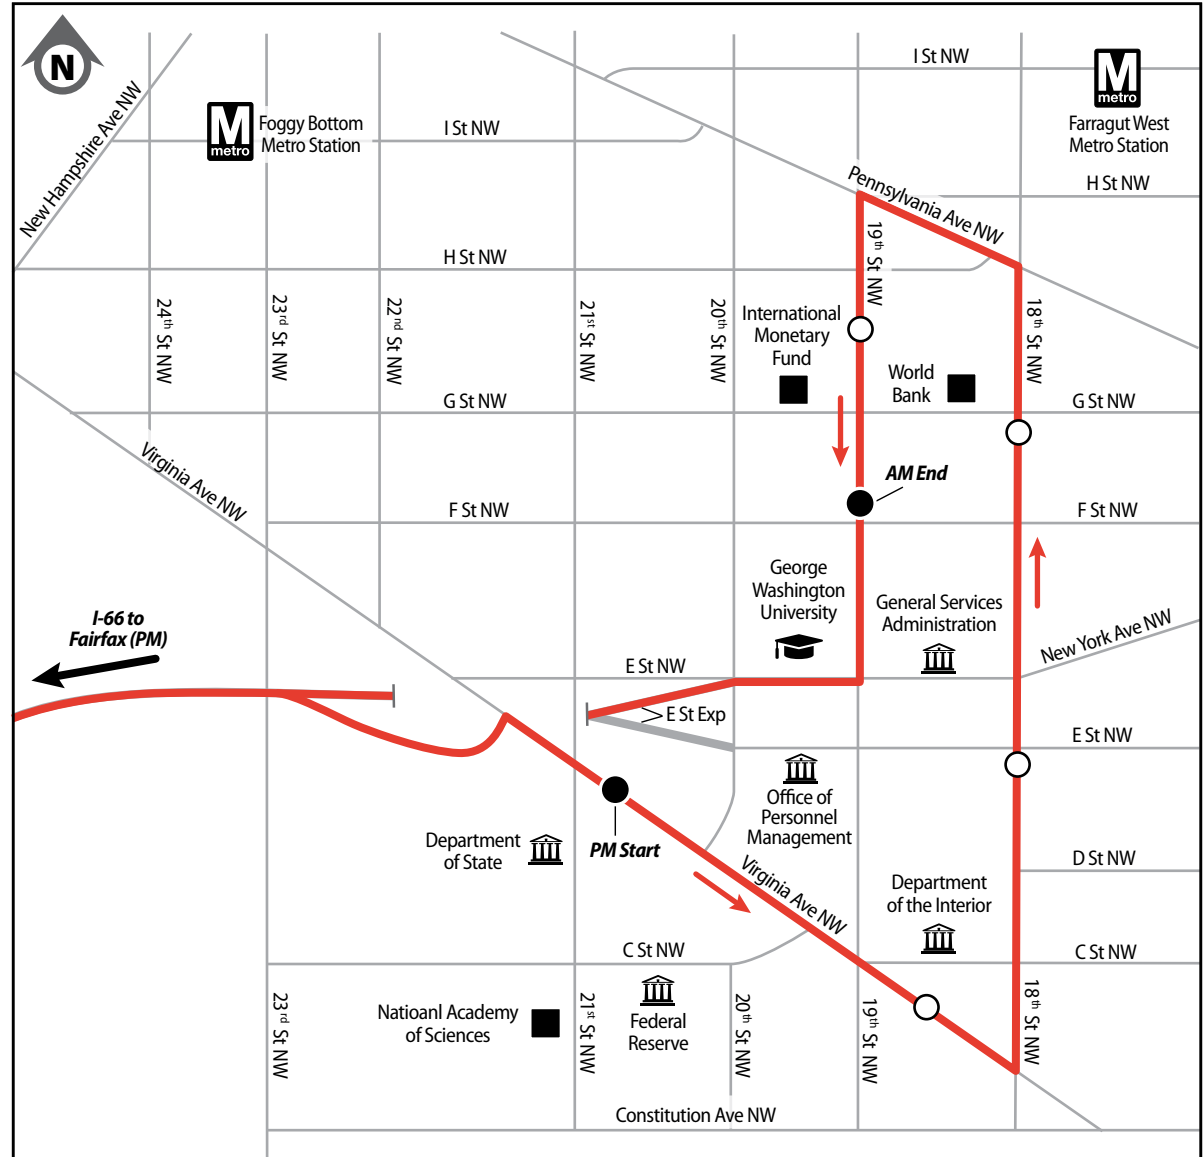 N
New Hampshire Ave NW
M
metro
Foggy Bottom
Metro Station
I St NW
I St NW
M
metro
Farragut West
Metro Station
H St NW
Pennsylvania Ave NW
H St NW
19th St NW
24th St NW
23rd St NW
22nd St NW
21st St NW
20th St NW
International
Monetary
Fund
18th St NW
World
Bank
G St NW
G St NW
Virginia Ave NW
AM End
F St NW
F St NW
George
Washington
University
General Services
Administration
New York Ave NW
I-66 to
Fairfax (PM)
E St NW
E St Exp
E St NW
Office of
Personnel
Management
Department
of State
PM Start
Virginia Ave NW
D St NW
Department
of the Interior
C St NW
C St NW
23rd St NW
Natioanl Academy
of Sciences
21st St NW
Federal
Reserve
20th St NW
19th St NW
18th St NW
Constitution Ave NW